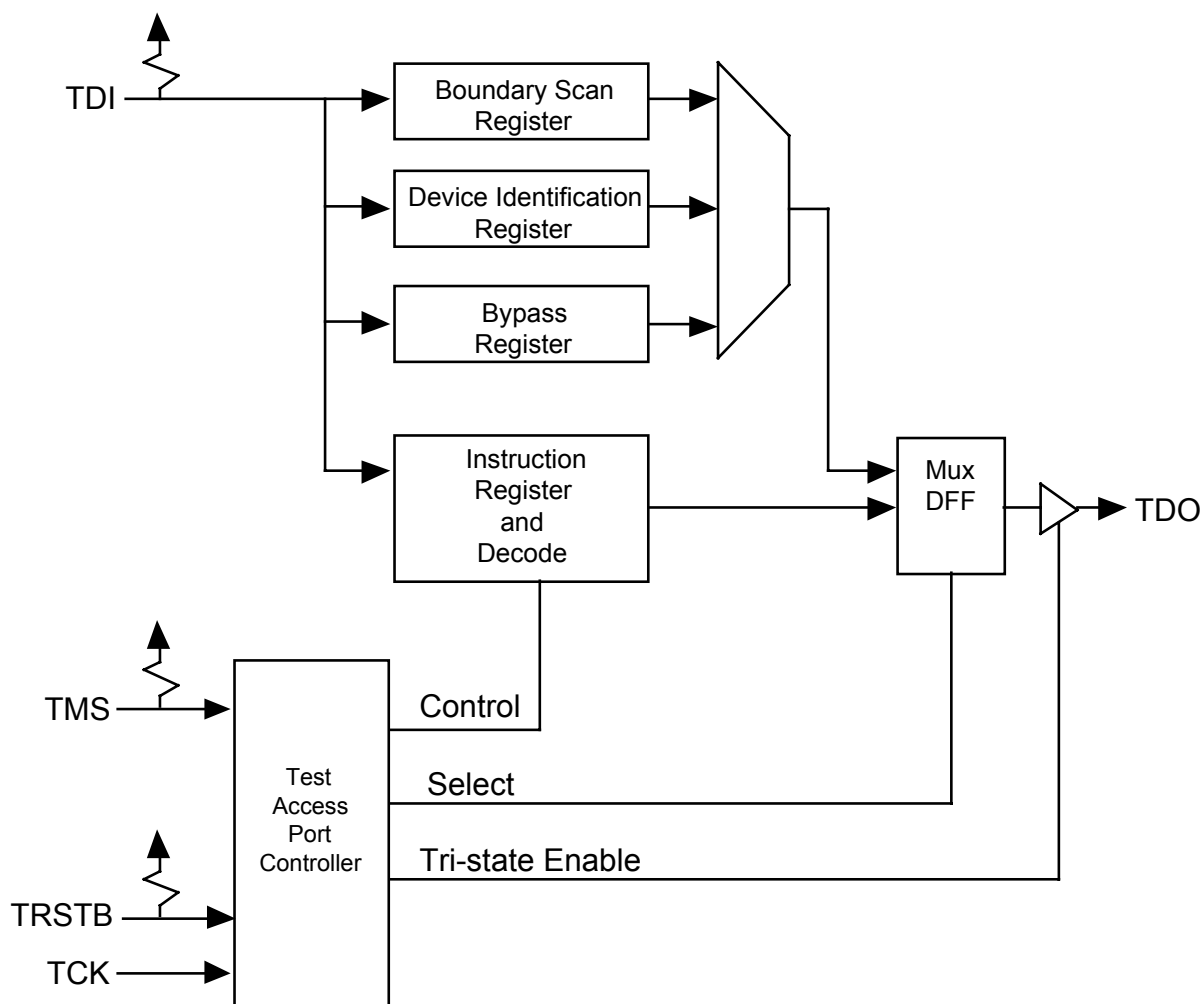 TDI
Boundary Scan
Register
Device Identification
Register
Bypass
Register
Instruction
Register
and
Decode
Mux
DFF
TDO
TMS
Control
Test
Access
Port
Controller
Select
Tri-state Enable
TRSTB
TCK